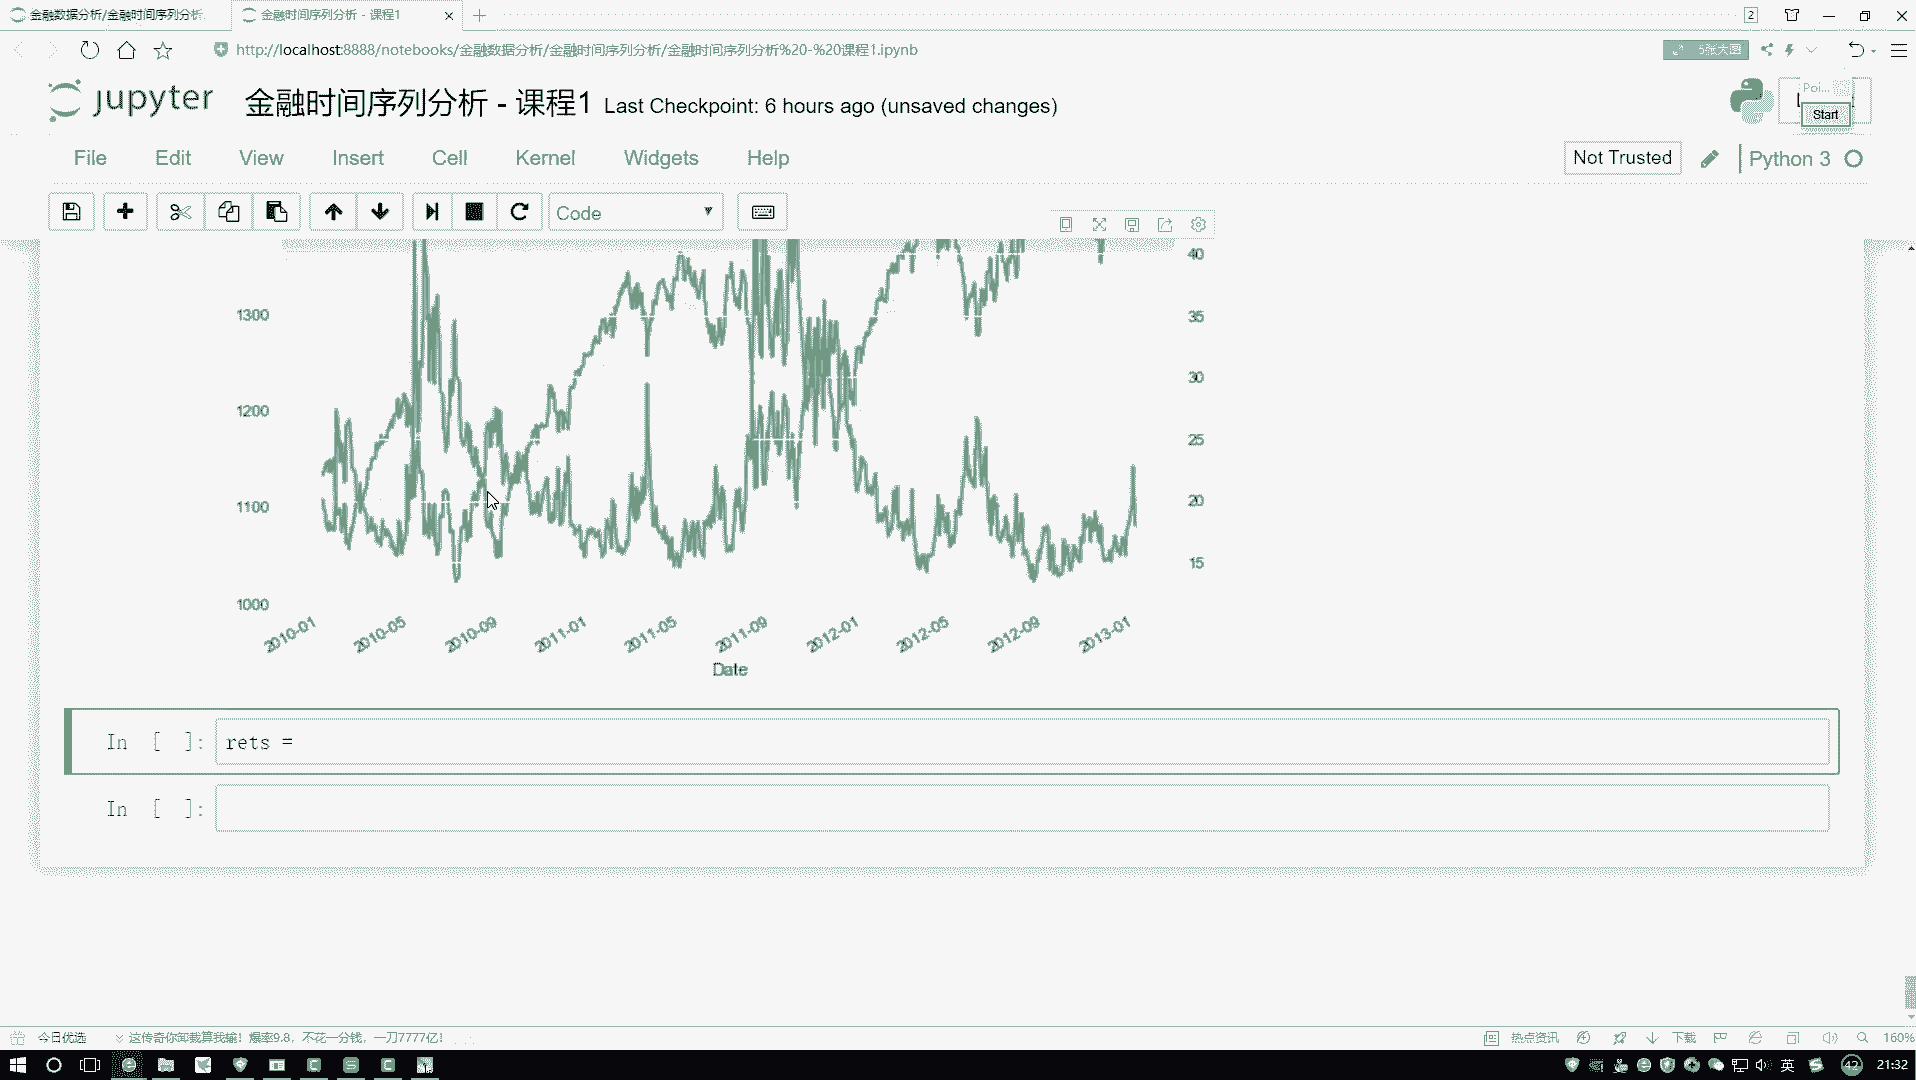 金融数据分析/金融时间序列分析
金融时间序列分析 - 课程1
2
http://localhost:8888/notebooks/金融数据分析/金融时间序列分析/金融时间序列分析%20-%20课程1.ipynb
5张大图
jupyter
金融时间序列分析 - 课程1 Last Checkpoint: 6 hours ago (unsaved changes)
Poi...
Start
File Edit View Insert Cell Kernel Widgets Help
Not Trusted
Python 3
Code
40
1300
35
30
1200
25
1100
20
15
1000
2010-01 2010-05 2010-09 2011-01 2011-05 2011-09 2012-01 2012-05 2012-09 2013-01
Date
In [ ]: rets =
In [ ]:
今日优选
这传奇你卸载算我输！爆率9.8，不花一分钱，一刀7777亿！
热点资讯
下载
160%
英
42
21:32